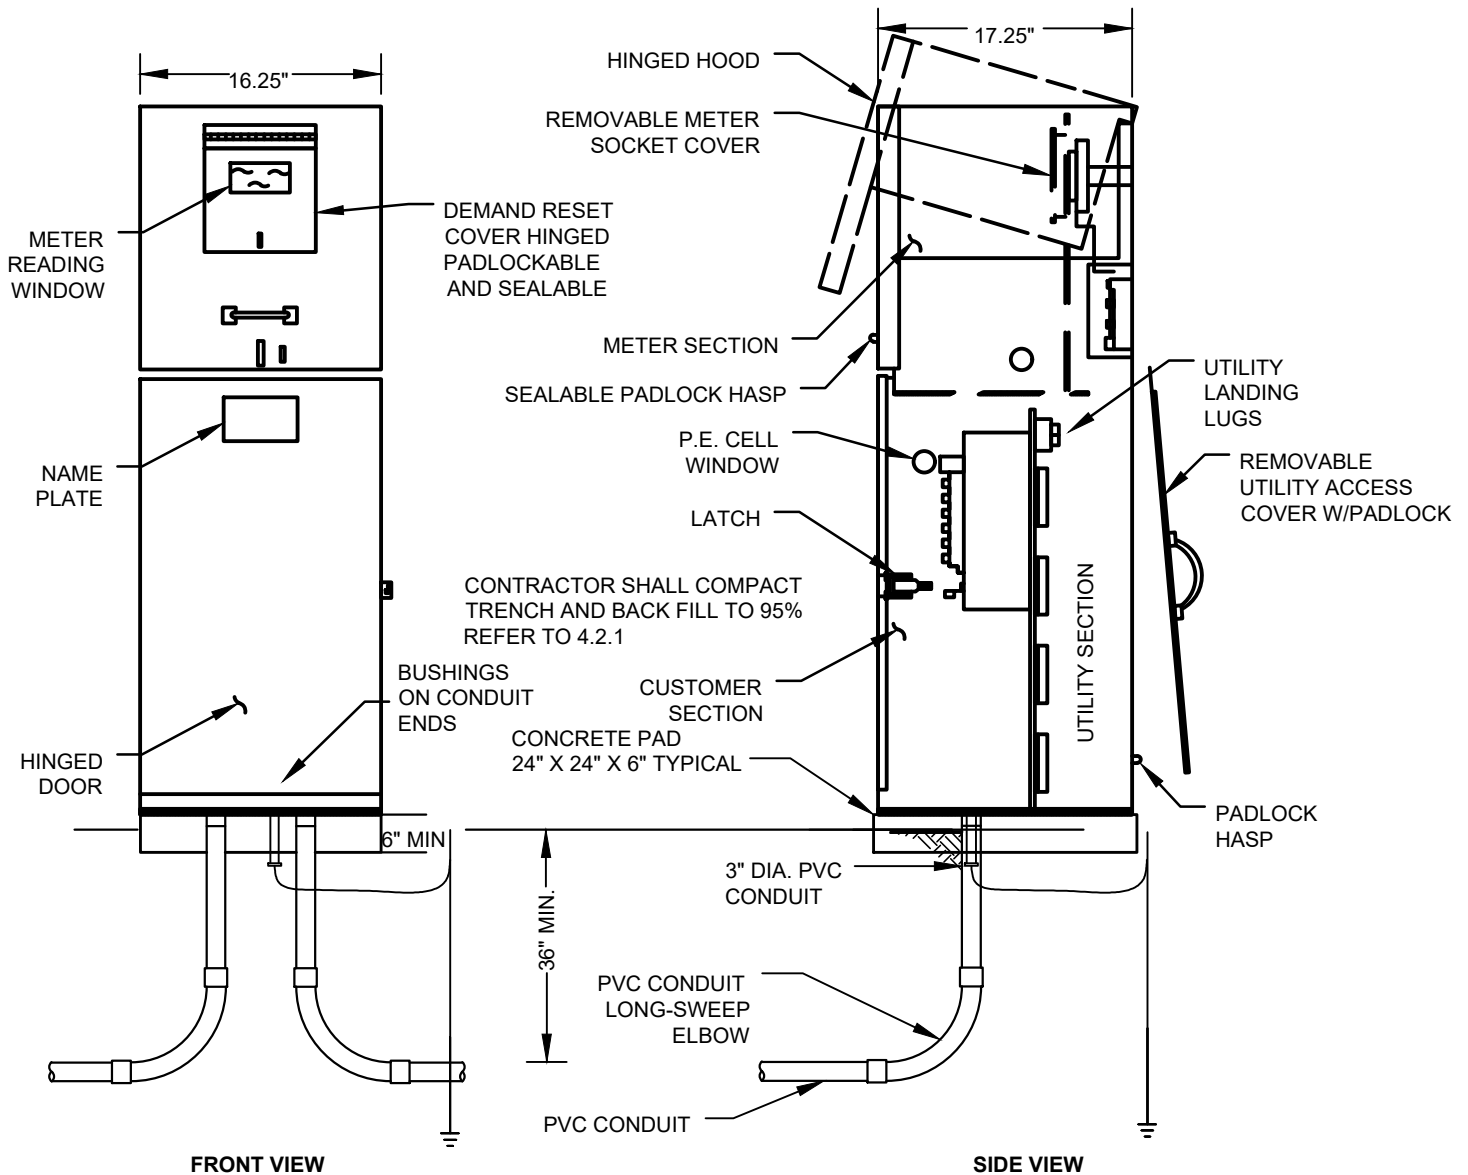 16.25"
METER
READING
WINDOW
DEMAND RESET
COVER HINGED
PADLOCKABLE
AND SEALABLE
NAME
PLATE
HINGED
DOOR
BUSHINGS
ON CONDUIT
ENDS
6" MIN
36" MIN.
FRONT VIEW
17.25"
HINGED HOOD
REMOVABLE METER
SOCKET COVER
METER SECTION
SEALABLE PADLOCK HASP
P.E. CELL
WINDOW
LATCH
CONTRACTOR SHALL COMPACT
TRENCH AND BACK FILL TO 95%
REFER TO 4.2.1
CUSTOMER
SECTION
CONCRETE PAD
24" X 24" X 6" TYPICAL
UTILITY
LANDING
LUGS
REMOVABLE
UTILITY ACCESS
COVER W/PADLOCK
UTILITY SECTION
PADLOCK
HASP
3" DIA. PVC
CONDUIT
PVC CONDUIT
LONG-SWEEP
ELBOW
PVC CONDUIT
SIDE VIEW